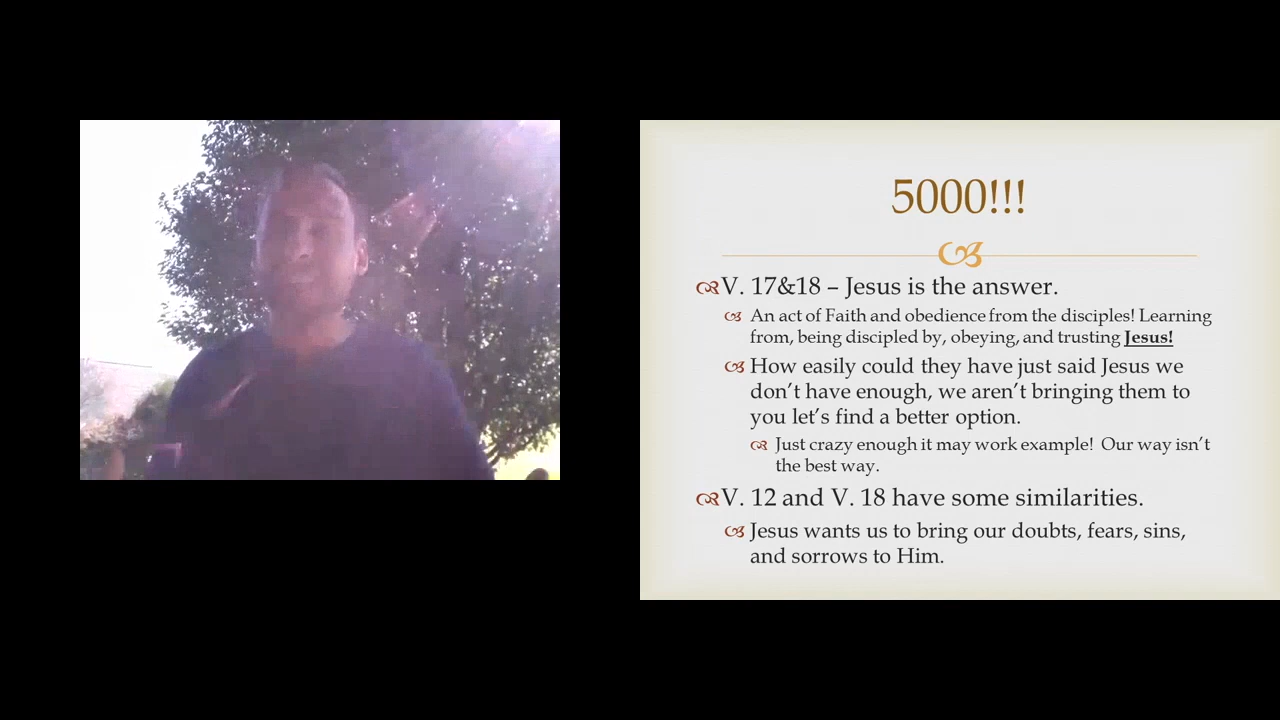 5000!!!
V. 17&18 – Jesus is the answer.
An act of Faith and obedience from the disciples! Learning
from, being discipled by, obeying, and trusting Jesus!
How easily could they have just said Jesus we
don’t have enough, we aren’t bringing them to
you let’s find a better option.
Just crazy enough it may work example!  Our way isn’t
the best way.
V. 12 and V. 18 have some similarities.
Jesus wants us to bring our doubts, fears, sins,
and sorrows to Him.